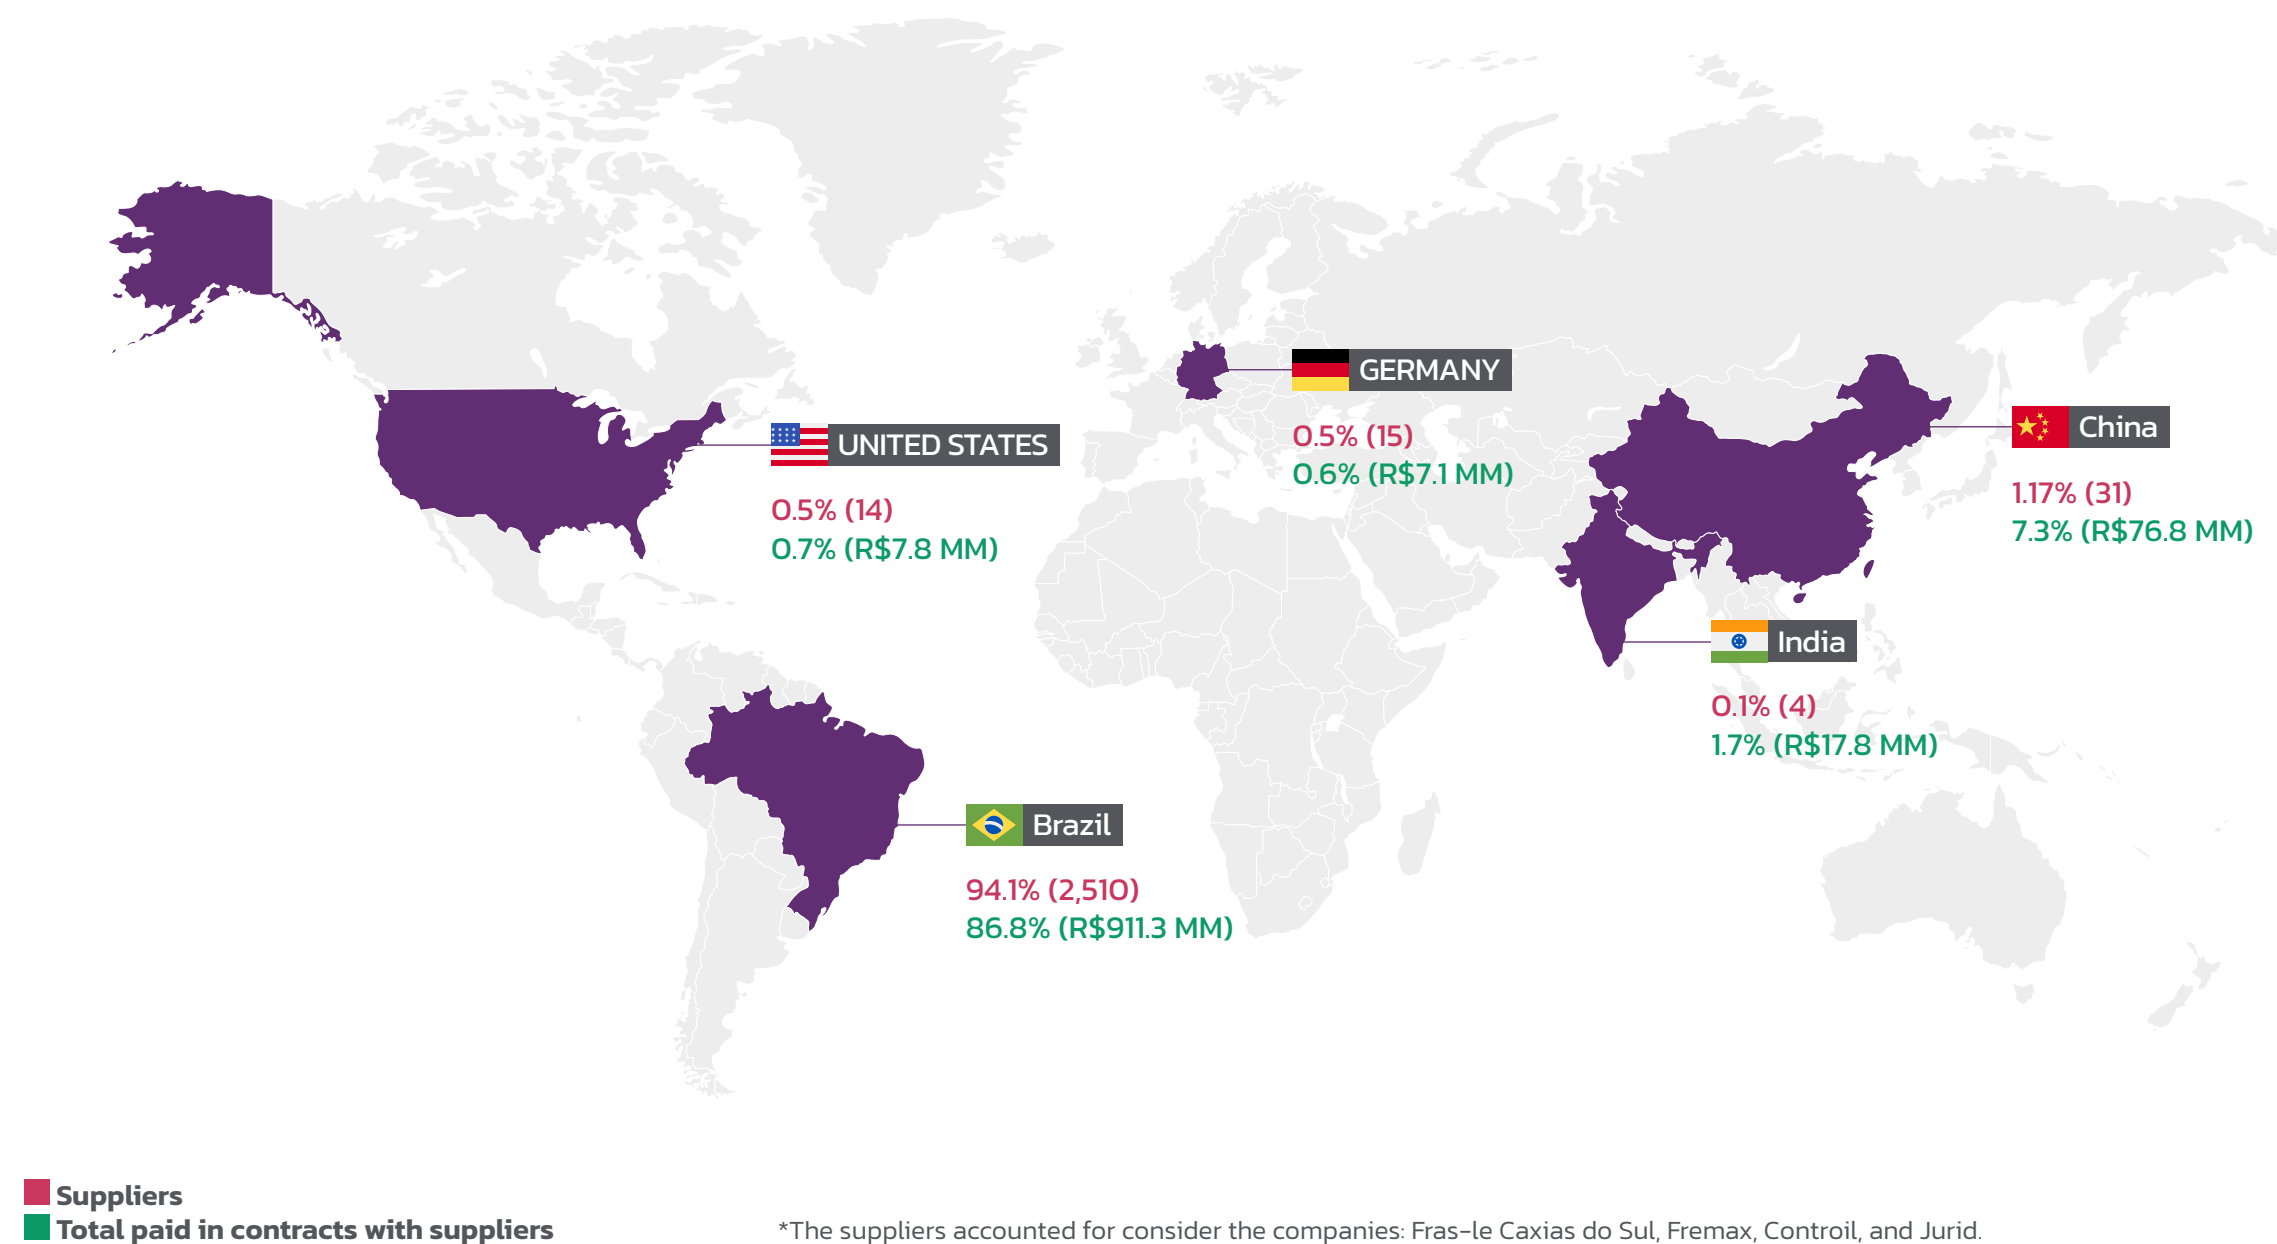 GERMANY
0.5% (15)
0.6% (R$7.1 MM)
UNITED STATES
0.5% (14)
0.7% (R$7.8 MM)
China
1.17% (31)
7.3% (R$76.8 MM)
India
0.1% (4)
1.7% (R$17.8 MM)
Brazil
94.1% (2,510)
86.8% (R$911.3 MM)
Suppliers
Total paid in contracts with suppliers
*The suppliers accounted for consider the companies: Fras-le Caxias do Sul, Fremax, Controil, and Jurid.